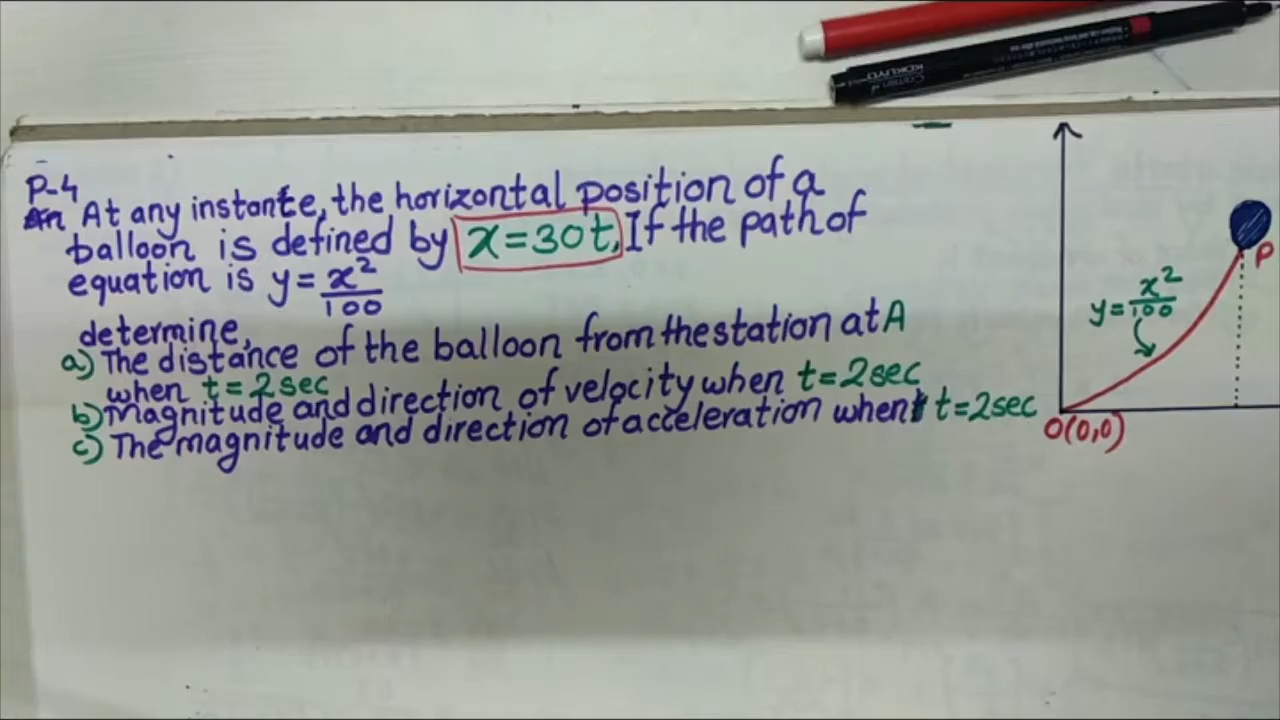 P-4
At any instante, the horizontal position of a
balloon is defined by x=30t. If the path of
equation is y=x²/100
determine,
a) The distance of the balloon from the station at A
when t=2sec
b) magnitude and direction of velocity when t=2sec
c) The magnitude and direction of acceleration when t=2sec
P
y=x²/100
O(0,0)
KOKUYO
Camlin